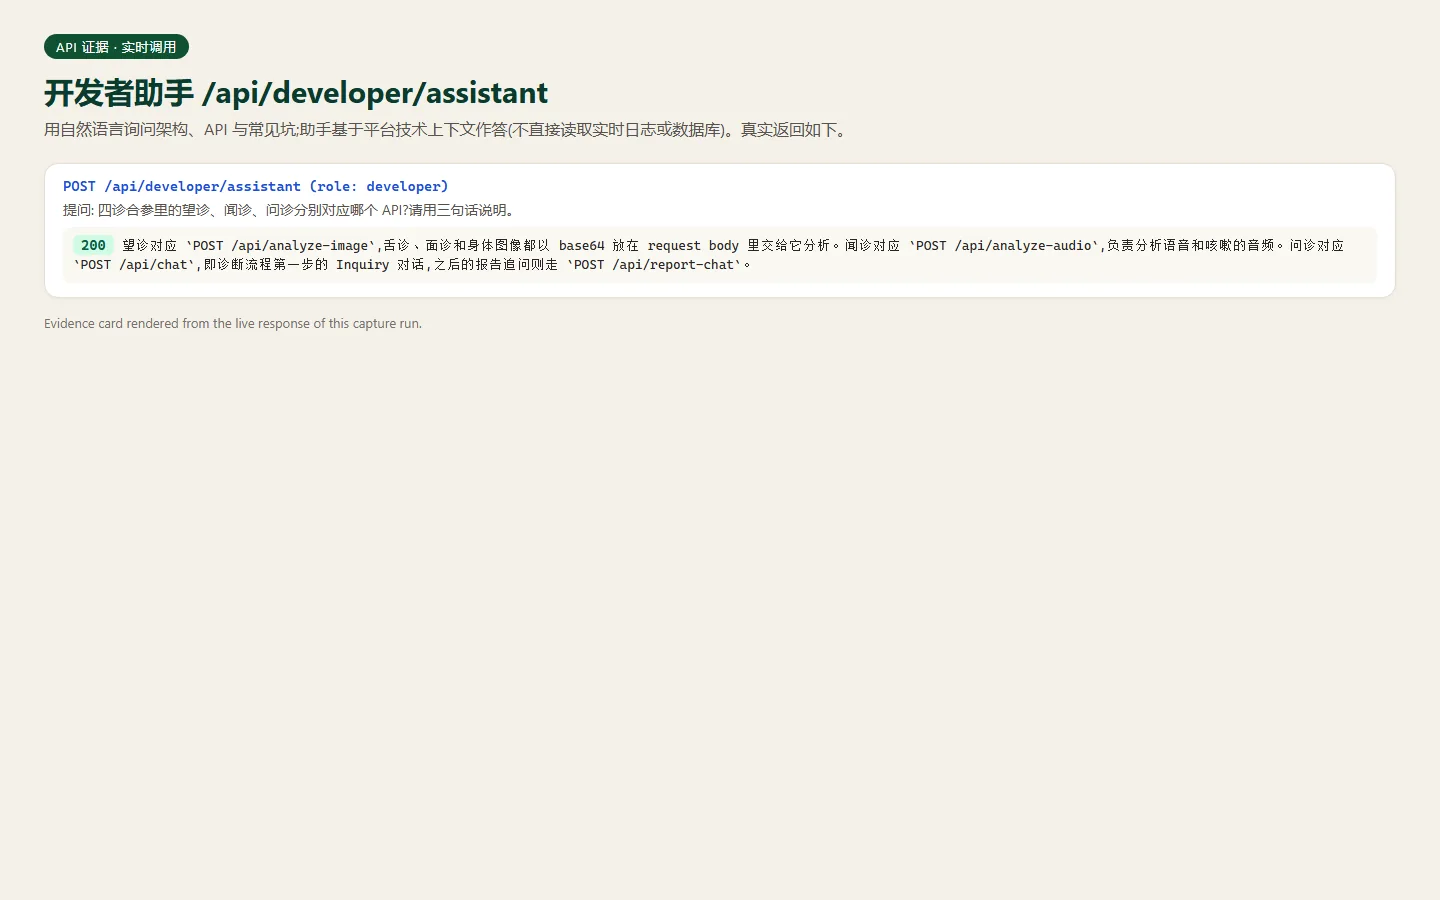 API 证据 · 实时调用
开发者助手 /api/developer/assistant
用自然语言询问架构、API 与常见坑;助手基于平台技术上下文作答(不直接读取实时日志或数据库)。真实返回如下。
POST /api/developer/assistant (role: developer)
提问: 四诊合参里的望诊、闻诊、问诊分别对应哪个 API?请用三句话说明。
200 望诊对应 `POST /api/analyze-image`,舌诊、面诊和身体图像都以 base64 放在 request body 里交给它分析。闻诊对应 `POST /api/analyze-audio`,负责分析语音和咳嗽的音频。问诊对应
`POST /api/chat`,即诊断流程第一步的 Inquiry 对话,之后的报告追问则走 `POST /api/report-chat`。
Evidence card rendered from the live response of this capture run.